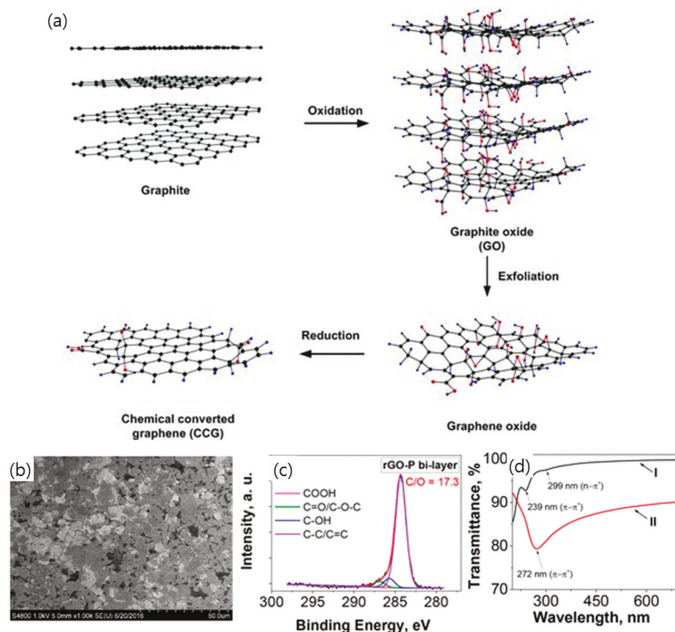 (a)
Oxidation
Graphite
Graphite oxide
(GO)
Exfoliation
Reduction
Chemical converted
graphene (CCG)
Graphene oxide
(b)
S4800 1.0kV 5.0mm x1.00k SE(U) 6/20/2016
50.0um
(c)
rGO-P bi-layer
C/O = 17.3
COOH
C=O/C-O-C
C-OH
C-C/C=C
Intensity, a. u.
300 295 290 285 280
Binding Energy, eV
(d)
100
90
80
70
Transmittance, %
I
299 nm (n-π*)
239 nm (π-π*)
II
272 nm (π-π*)
300 450 600
Wavelength, nm